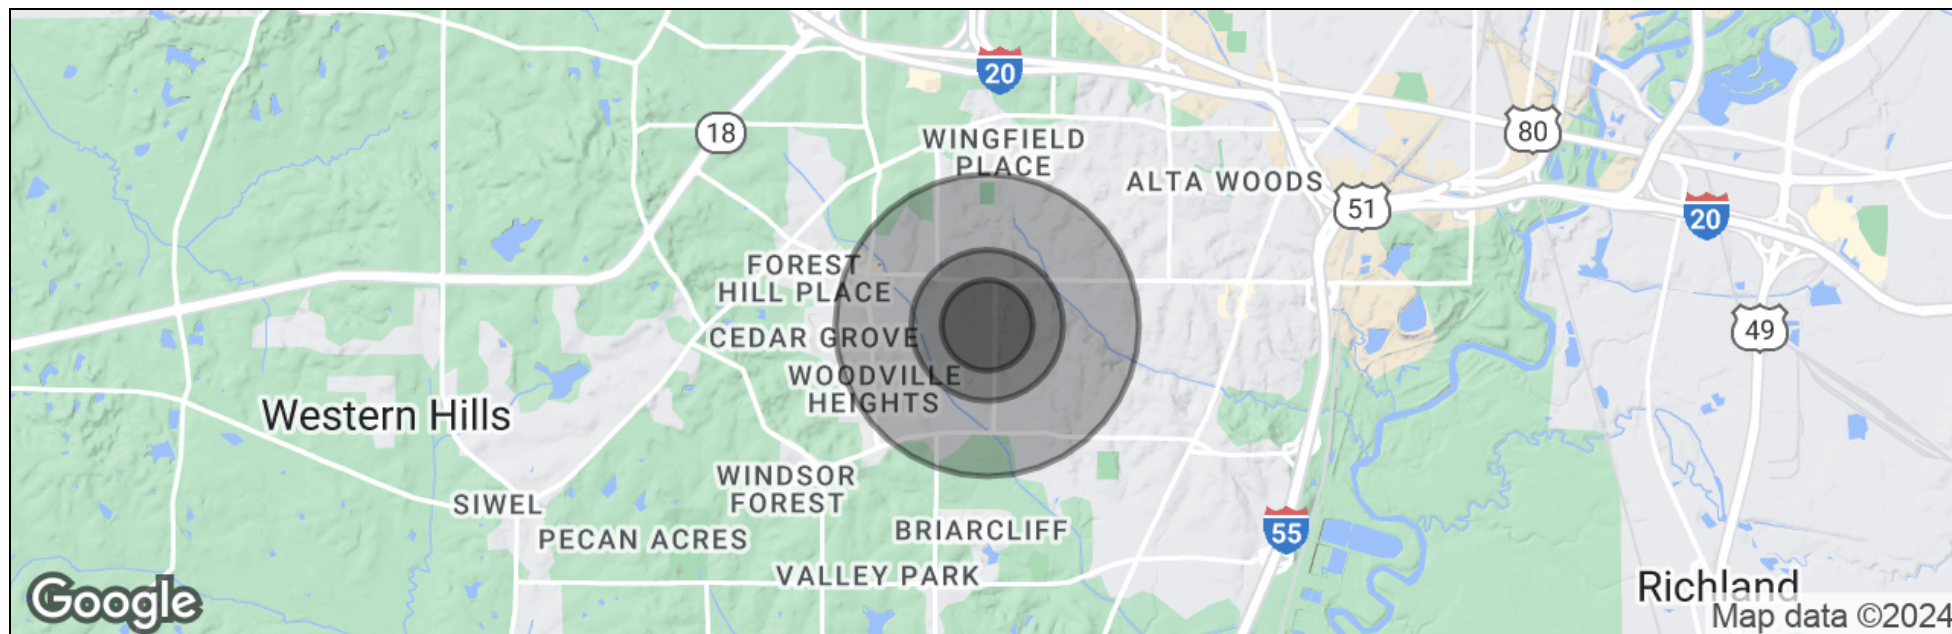 20
80
18
WINGFIELD
PLACE
ALTA WOODS
51
20
FOREST
HILL PLACE
CEDAR GROVE
49
WOODVILLE
HEIGHTS
Western Hills
WINDSOR
FOREST
SIWEL
BRIARCLIFF
55
PECAN ACRES
VALLEY PARK
Richland
Google
Map data ©2024